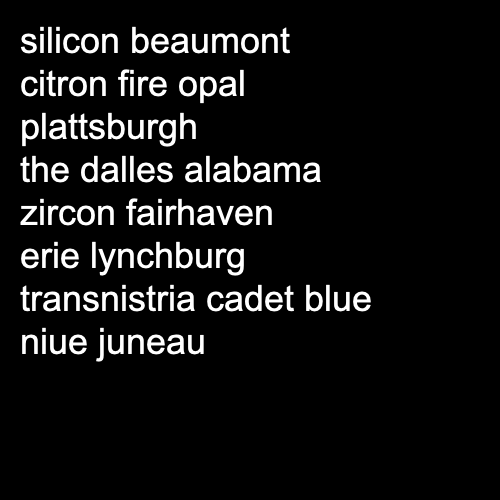 silicon beaumont
citron fire opal
plattsburgh
the dalles alabama
zircon fairhaven
erie lynchburg
transnistria cadet blue
niue juneau